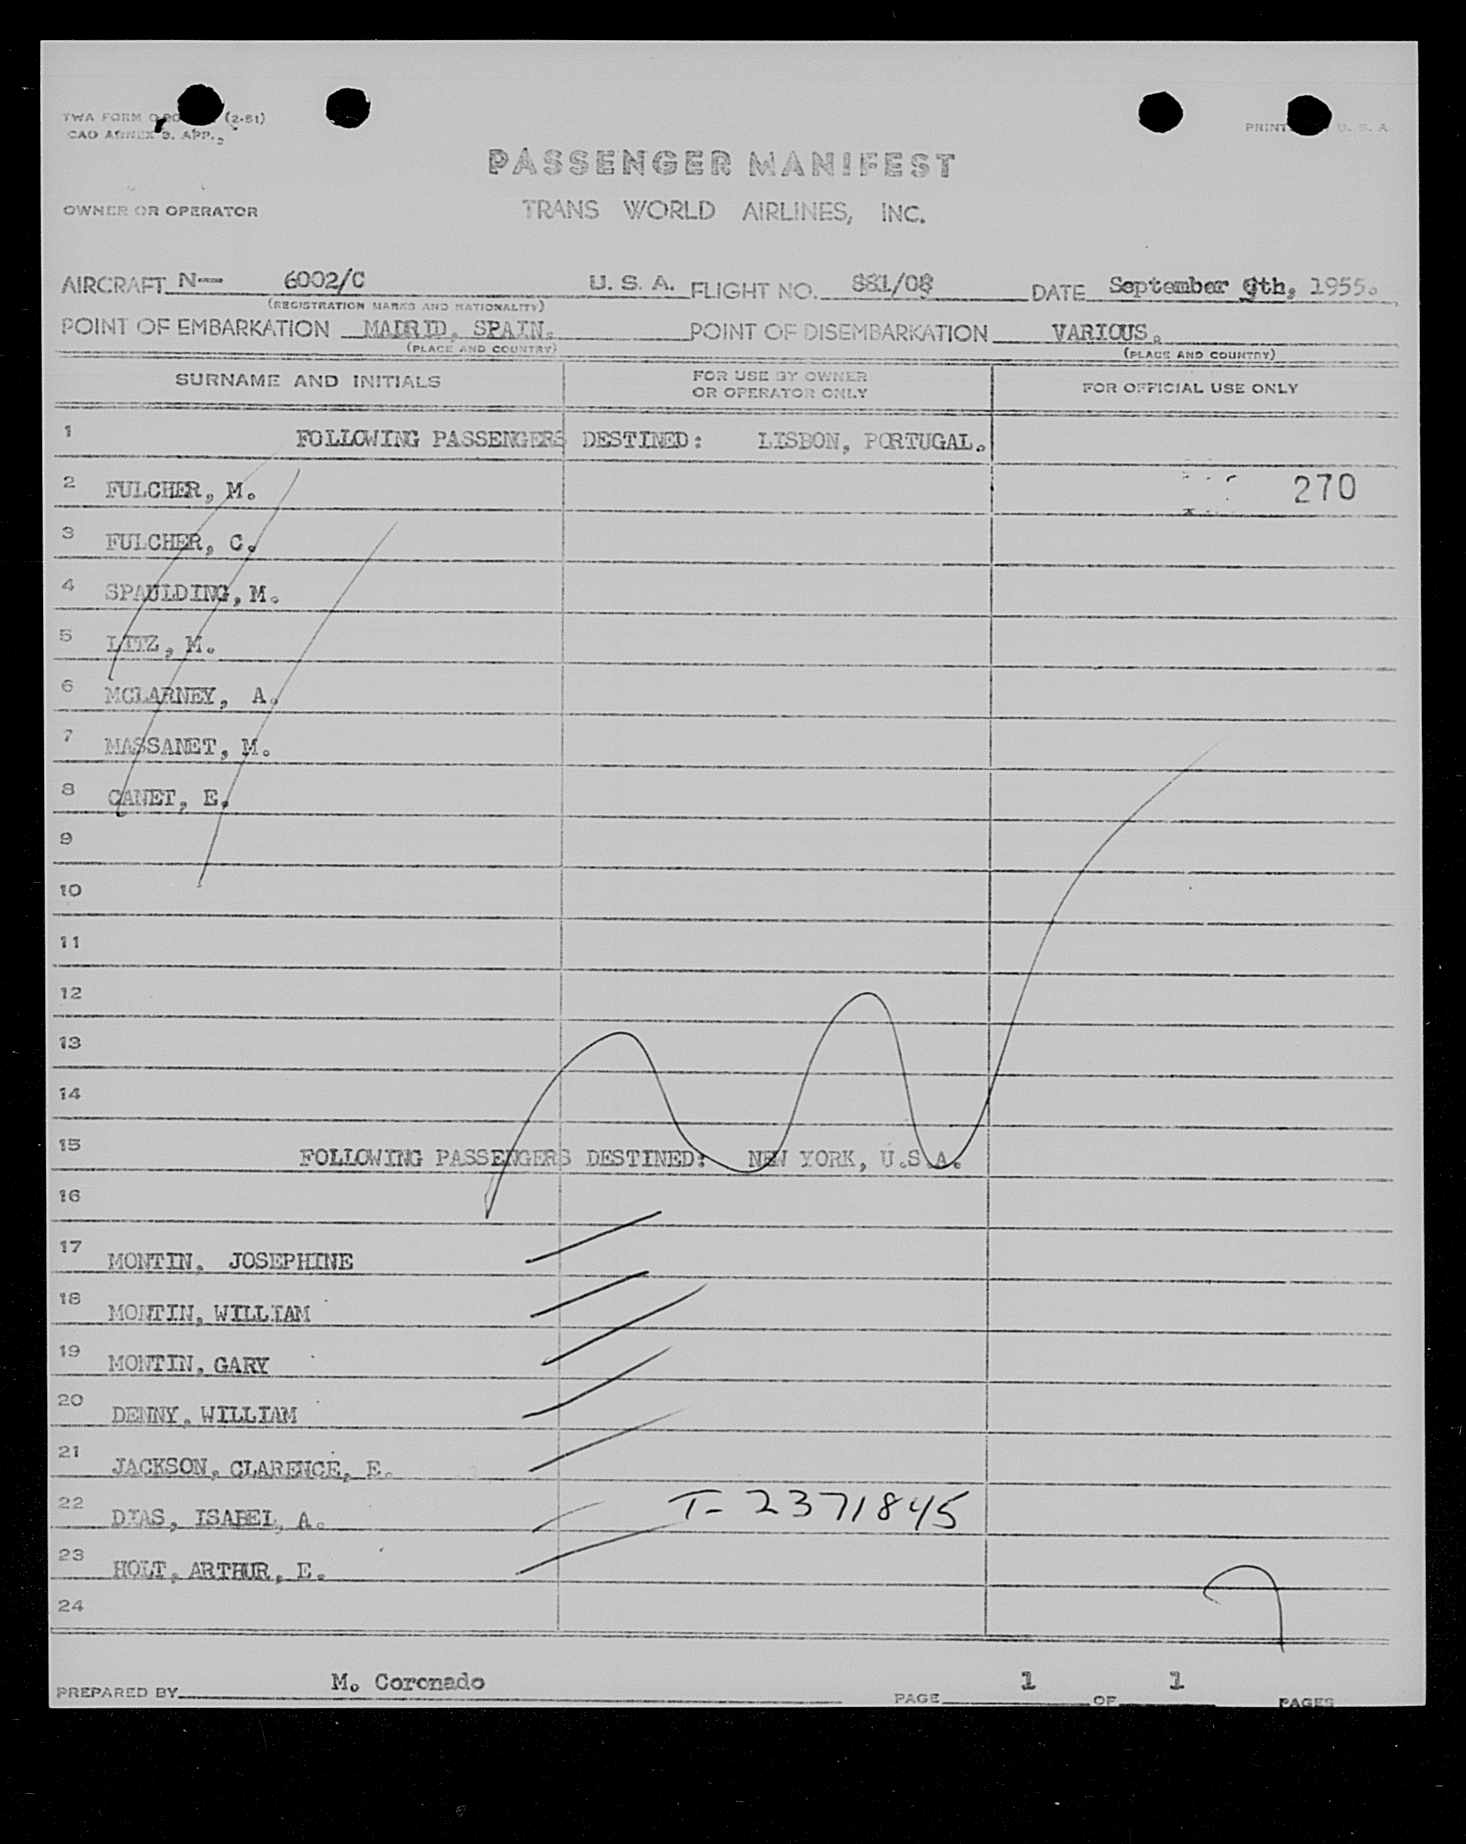 TWA FORM (2-51)
CAO ANNEX 9. APP.
PRINT U. S. A.
PASSENGER MANIFEST
OWNER OR OPERATOR TRANS WORLD AIRLINES, INC.
AIRCRAFT N— 6002/C U. S. A. FLIGHT NO. 881/08 DATE September 9th, 1955.
(REGISTRATION MARKS AND NATIONALITY)
POINT OF EMBARKATION MADRID, SPAIN. POINT OF DISEMBARKATION VARIOUS.
(PLACE AND COUNTRY) (PLACE AND COUNTRY)
SURNAME AND INITIALS FOR USE BY OWNER OR OPERATOR ONLY FOR OFFICIAL USE ONLY
1 FOLLOWING PASSENGERS DESTINED: LISBON, PORTUGAL.
2 FULCHER, M. 270
3 FULCHER, C.
4 SPAULDING, M.
5 LITZ, M.
6 MCLARNEY, A.
7 MASSANET, M.
8 CANET, E.
9
10
11
12
13
14
15 FOLLOWING PASSENGERS DESTINED: NEW YORK, U.S.A.
16
17 MONTIN, JOSEPHINE
18 MONTIN, WILLIAM
19 MONTIN, GARY
20 DENNY, WILLIAM
21 JACKSON, CLARENCE, E.
22 DIAS, ISABEL, A. T- 2371845
23 HOLT, ARTHUR, E.
24
PREPARED BY M. Coronado PAGE 1 OF 1 PAGES